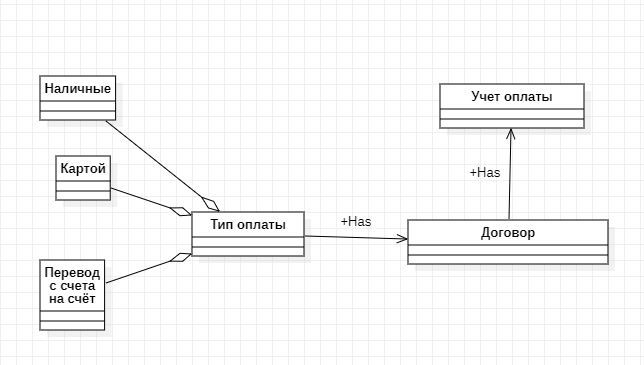 Наличные
Картой
Перевод
с счета
на счёт
Тип оплаты
+Has
Договор
+Has
Учет оплаты